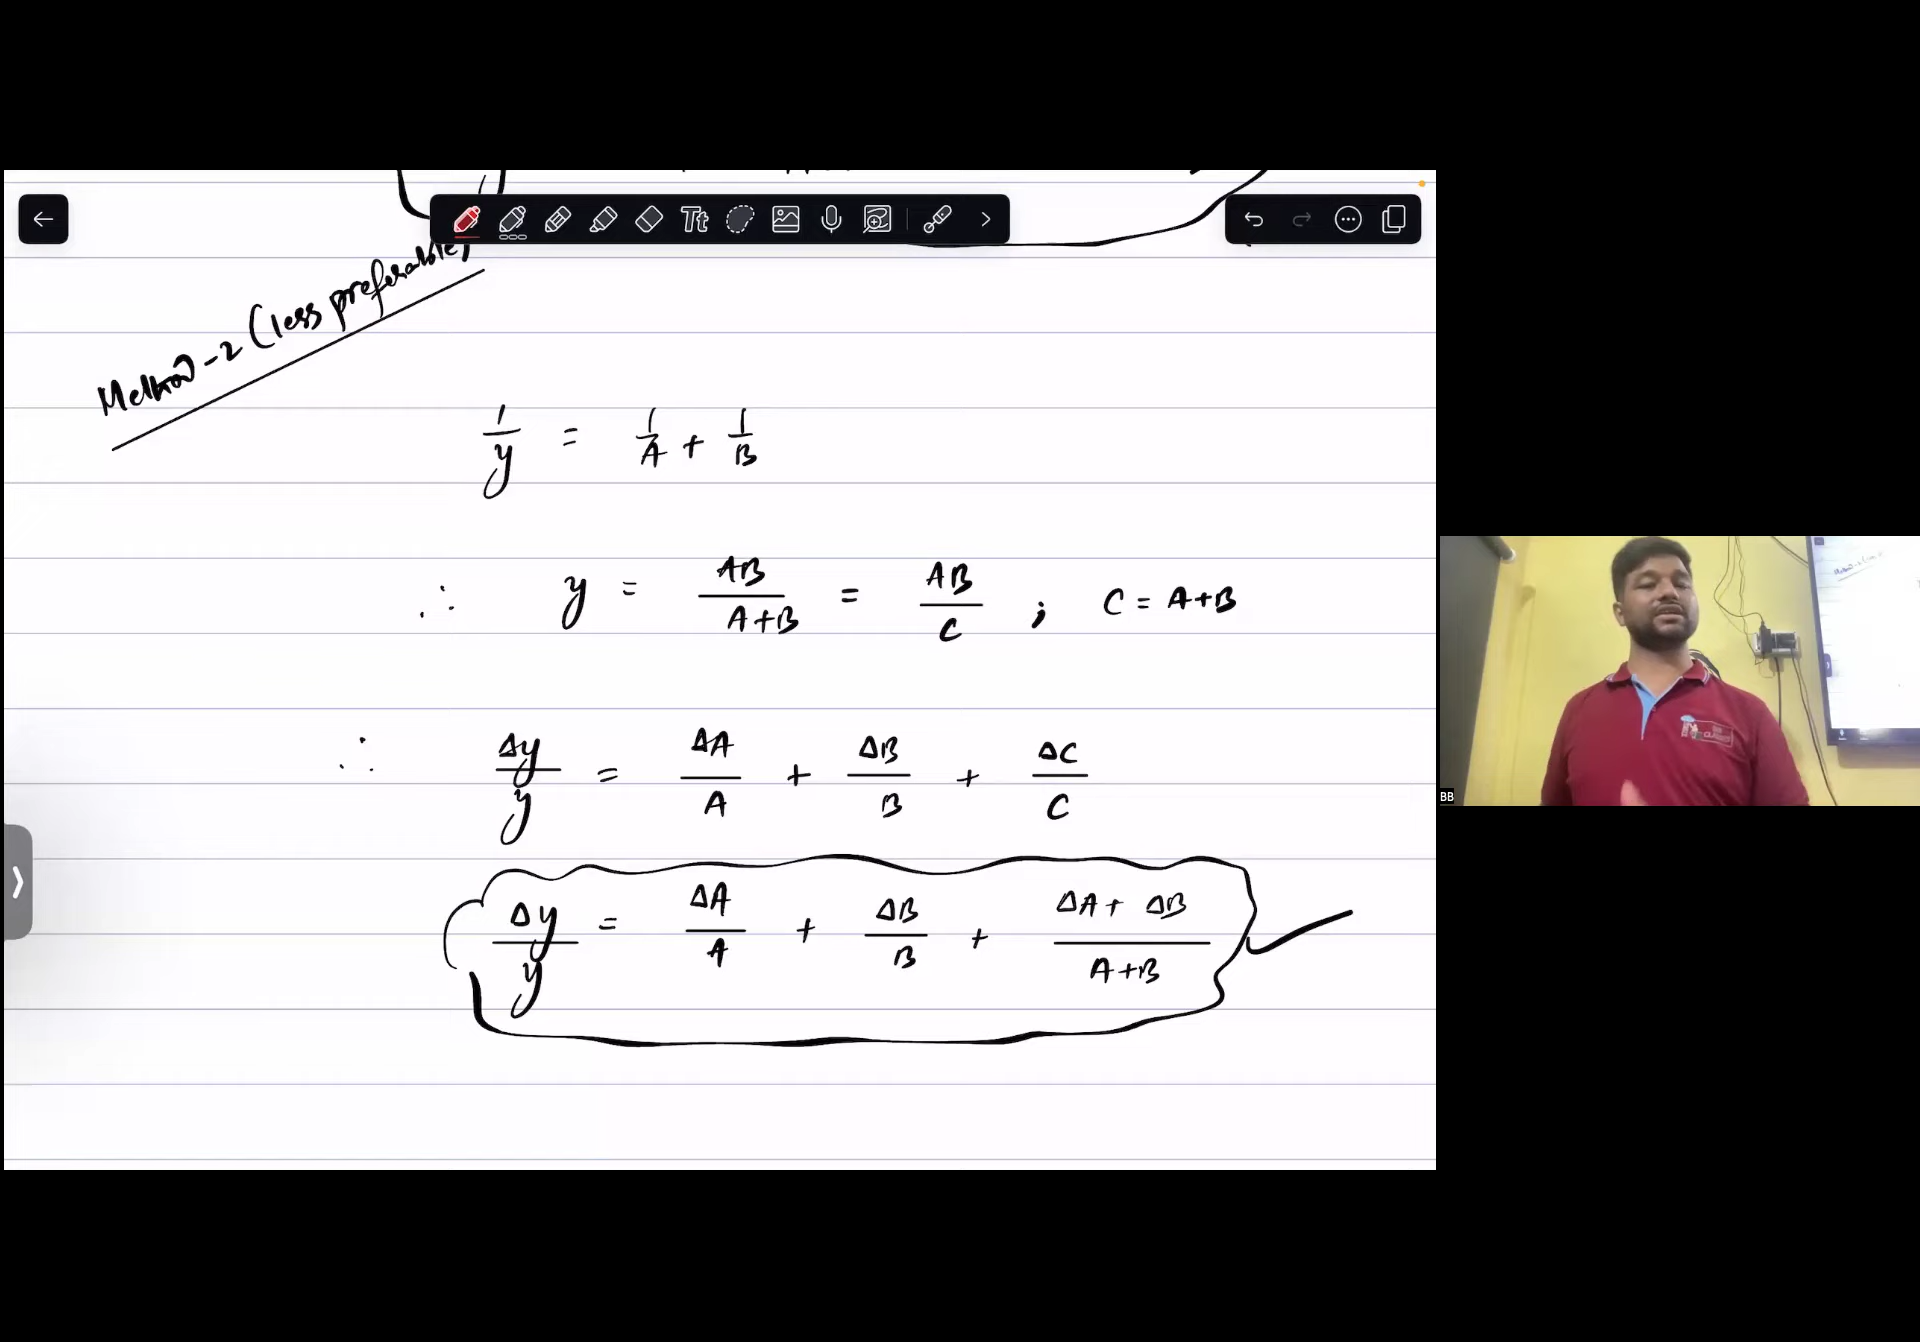 Tt
Method - 2 (less preferable)
1/y = 1/A + 1/B
∴ y = AB/A+B = AB/C ; C = A+B
∴ Δy/y = ΔA/A + ΔB/B + ΔC/C
Δy/y = ΔA/A + ΔB/B + ΔA + ΔB/A+B
BB